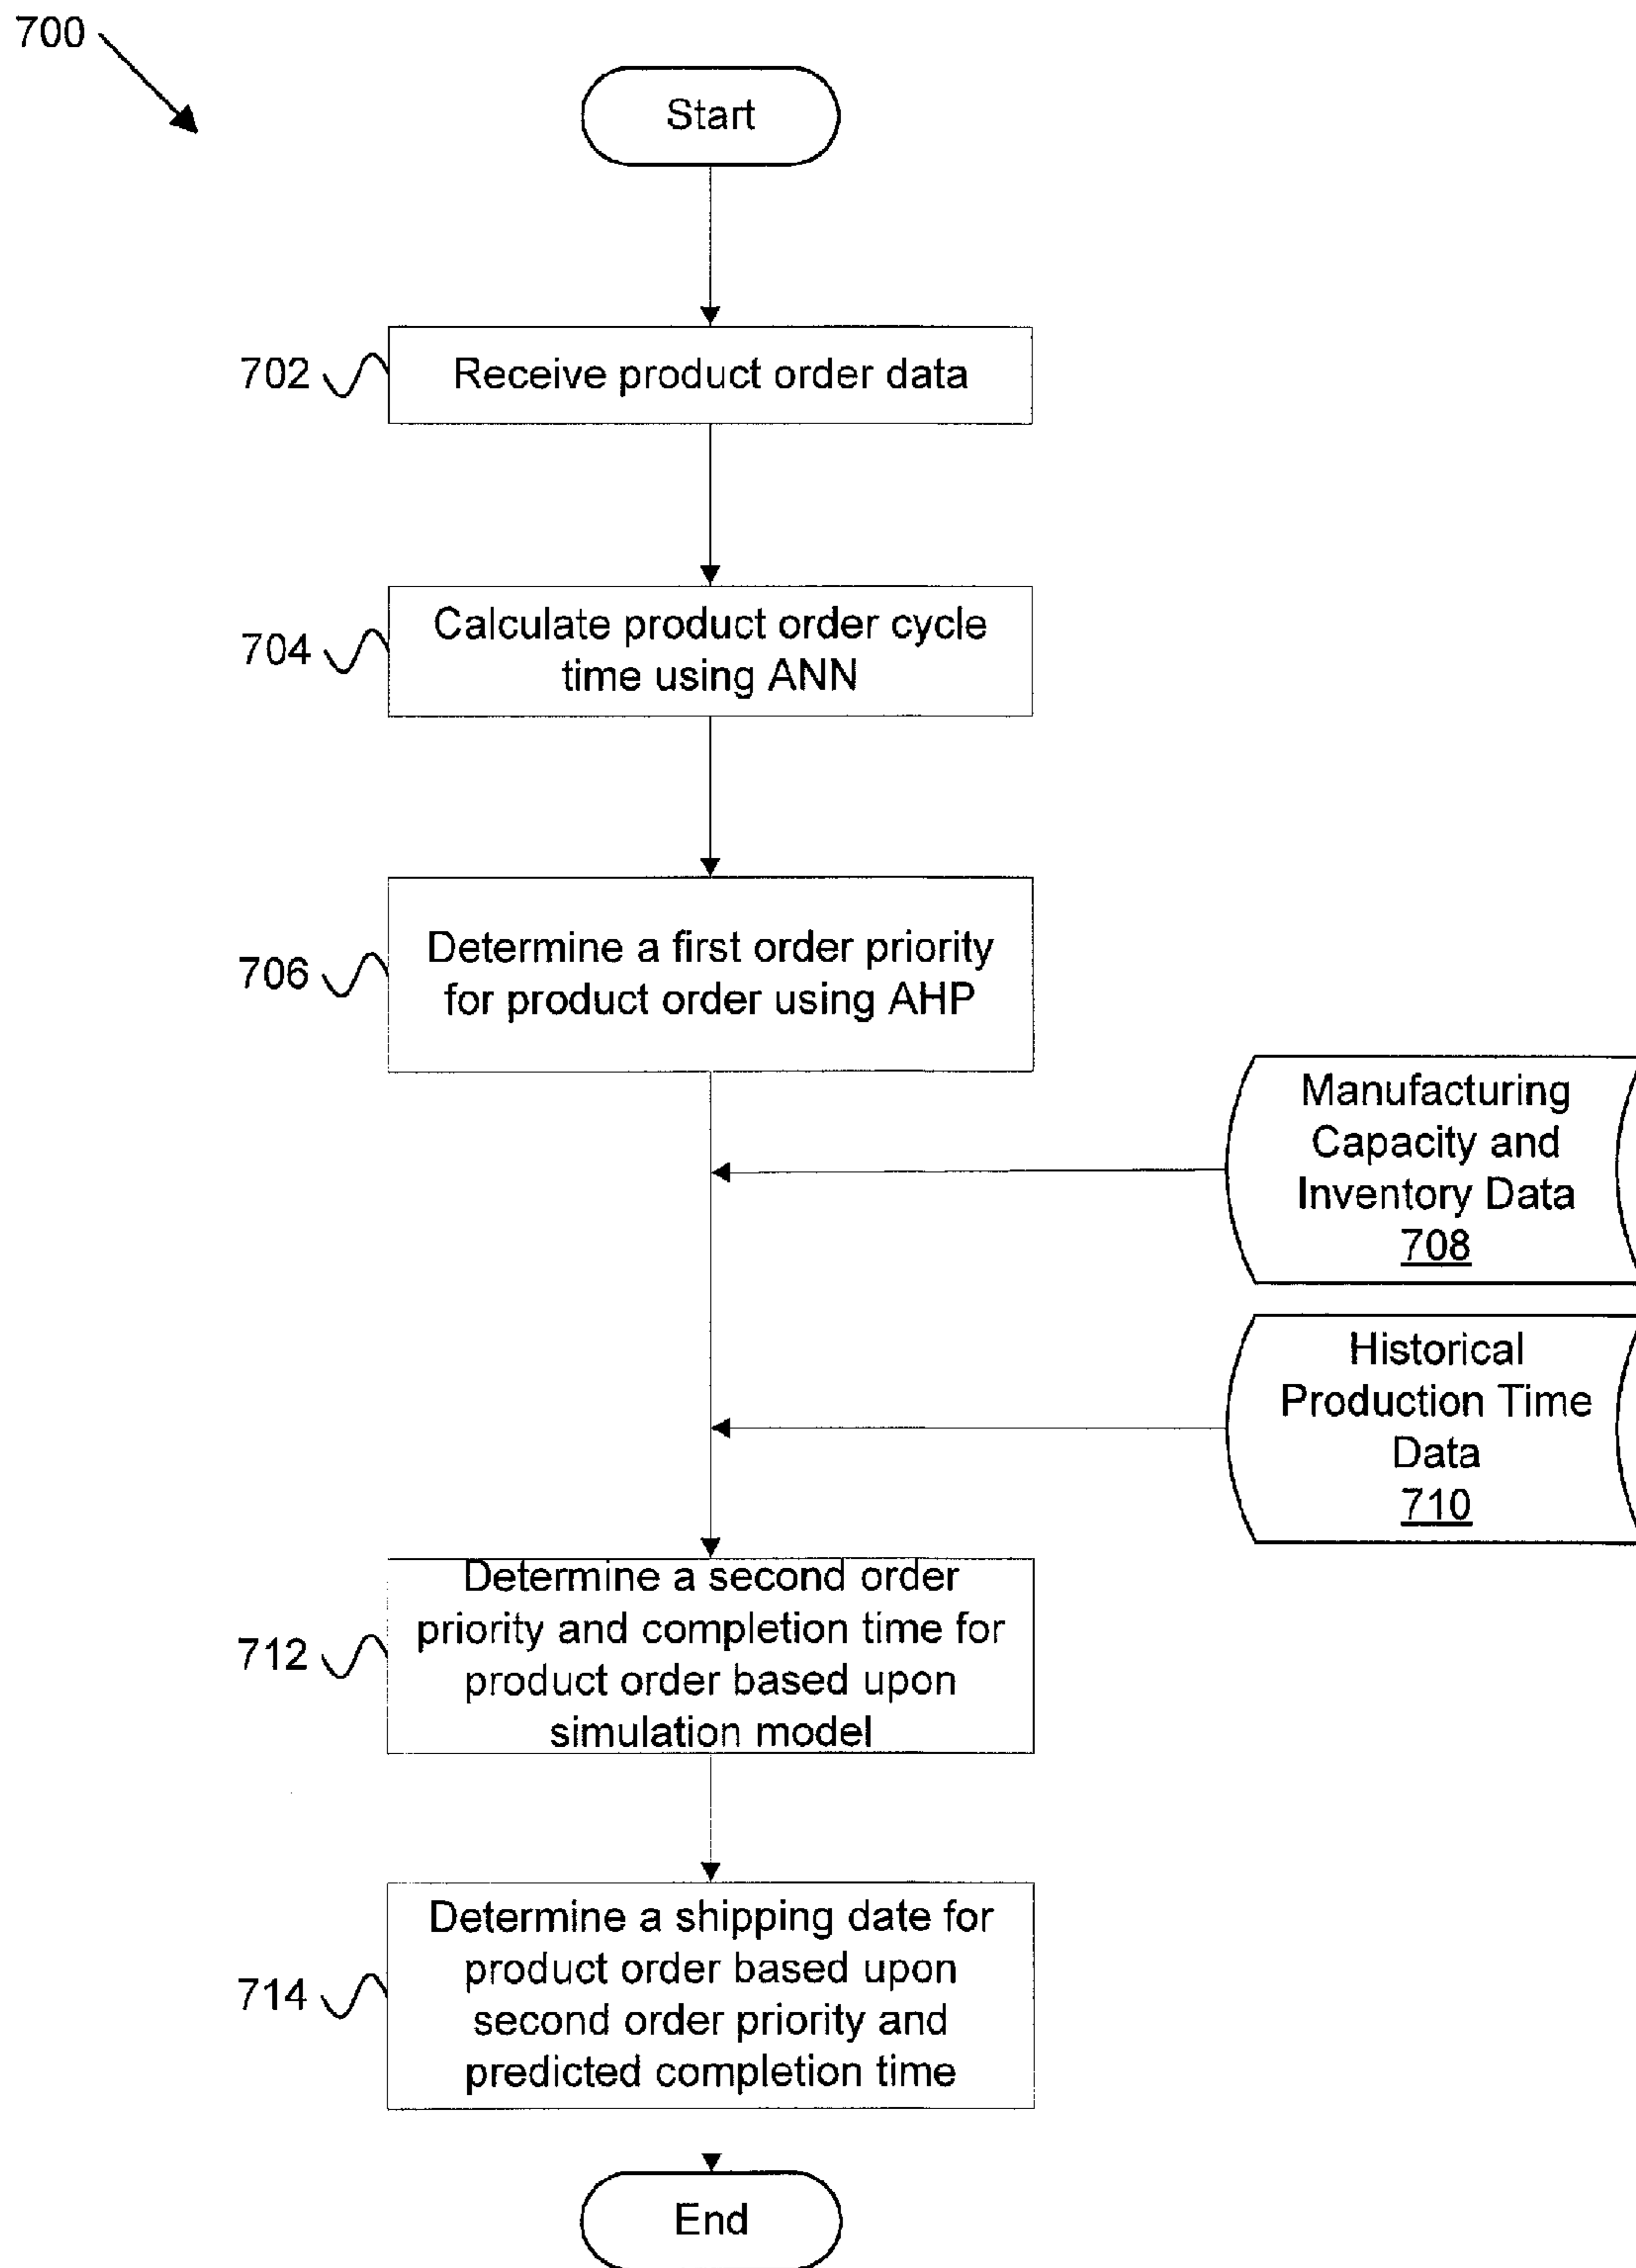 700
Start
702
Receive product order data
704
Calculate product order cycle
time using ANN
706
Determine a first order priority
for product order using AHP
Manufacturing
Capacity and
Inventory Data
708
Historical
Production Time
Data
710
712
Determine a second order
priority and completion time for
product order based upon
simulation model
714
Determine a shipping date for
product order based upon
second order priority and
predicted completion time
End